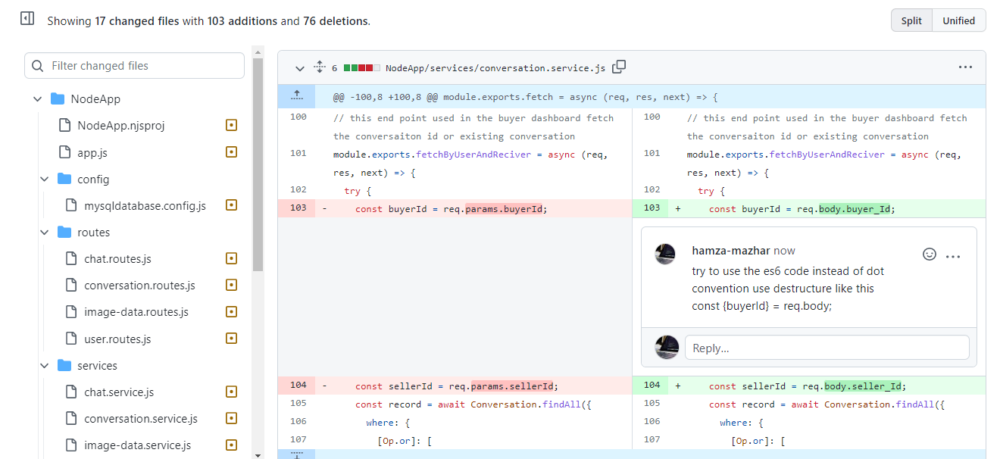 Showing 17 changed files with 103 additions and 76 deletions.
Split
Unified
Filter changed files
NodeApp
NodeApp.njsproj
app.js
config
mysqldatabase.config.js
routes
chat.routes.js
conversation.routes.js
image-data.routes.js
user.routes.js
services
chat.service.js
conversation.service.js
image-data.service.js
6 NodeApp/services/conversation.service.js
@@ -100,8 +100,8 @@ module.exports.fetch = async (req, res, next) => {
100 // this end point used in the buyer dashboard fetch
the conversaiton id or existing conversation
101 module.exports.fetchByUserAndReciver = async (req,
res, next) => {
102 try {
103 - const buyerId = req.params.buyerId;
104 - const sellerId = req.params.sellerId;
105 const record = await Conversation.findAll({
106 where: {
107 [Op.or]: [
100 // this end point used in the buyer dashboard fetch
the conversaiton id or existing conversation
101 module.exports.fetchByUserAndReciver = async (req,
res, next) => {
102 try {
103 + const buyerId = req.body.buyer_Id;
hamza-mazhar now
try to use the es6 code instead of dot
convention use destructure like this
const {buyerId} = req.body;
Reply...
104 + const sellerId = req.body.seller_Id;
105 const record = await Conversation.findAll({
106 where: {
107 [Op.or]: [